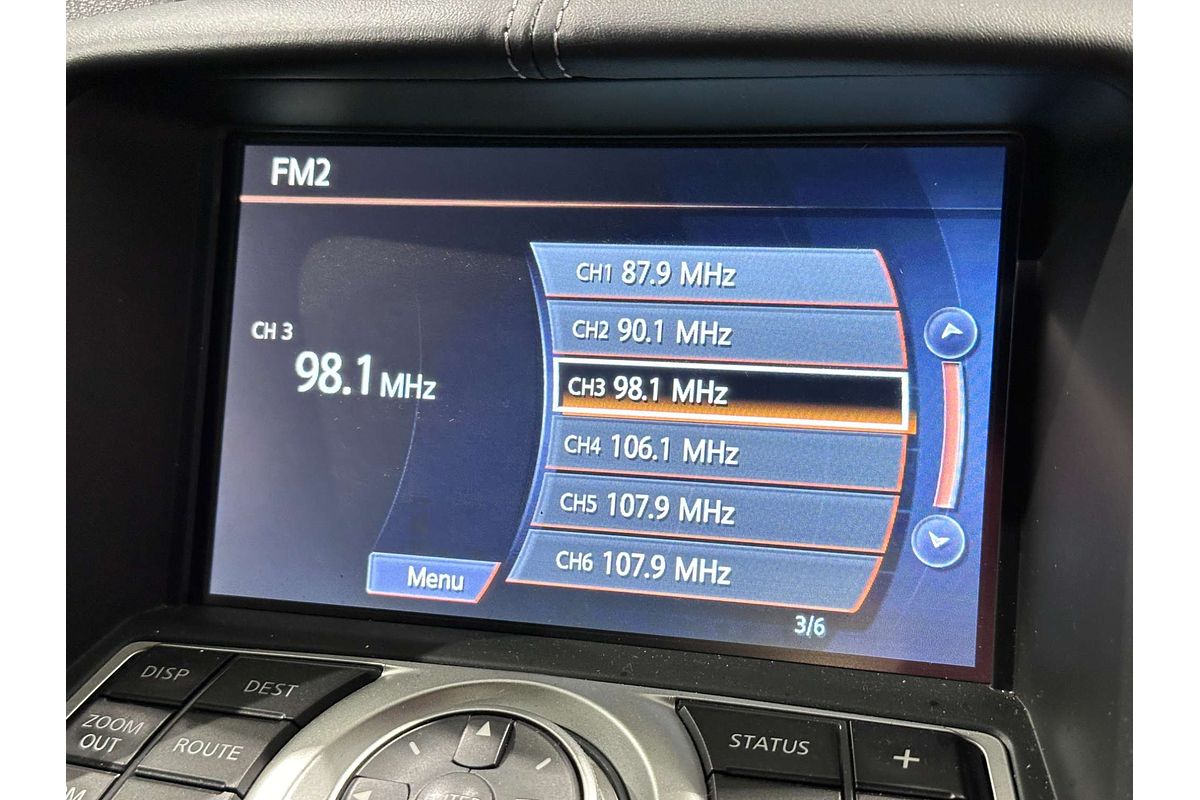 FM2
CH 3
98.1 MHz
CH1 87.9 MHz
CH2 90.1 MHz
CH3 98.1 MHz
CH4 106.1 MHz
CH5 107.9 MHz
CH6 107.9 MHz
Menu
3/6
DISP
DEST
ZOOM
OUT
ROUTE
STATUS
+